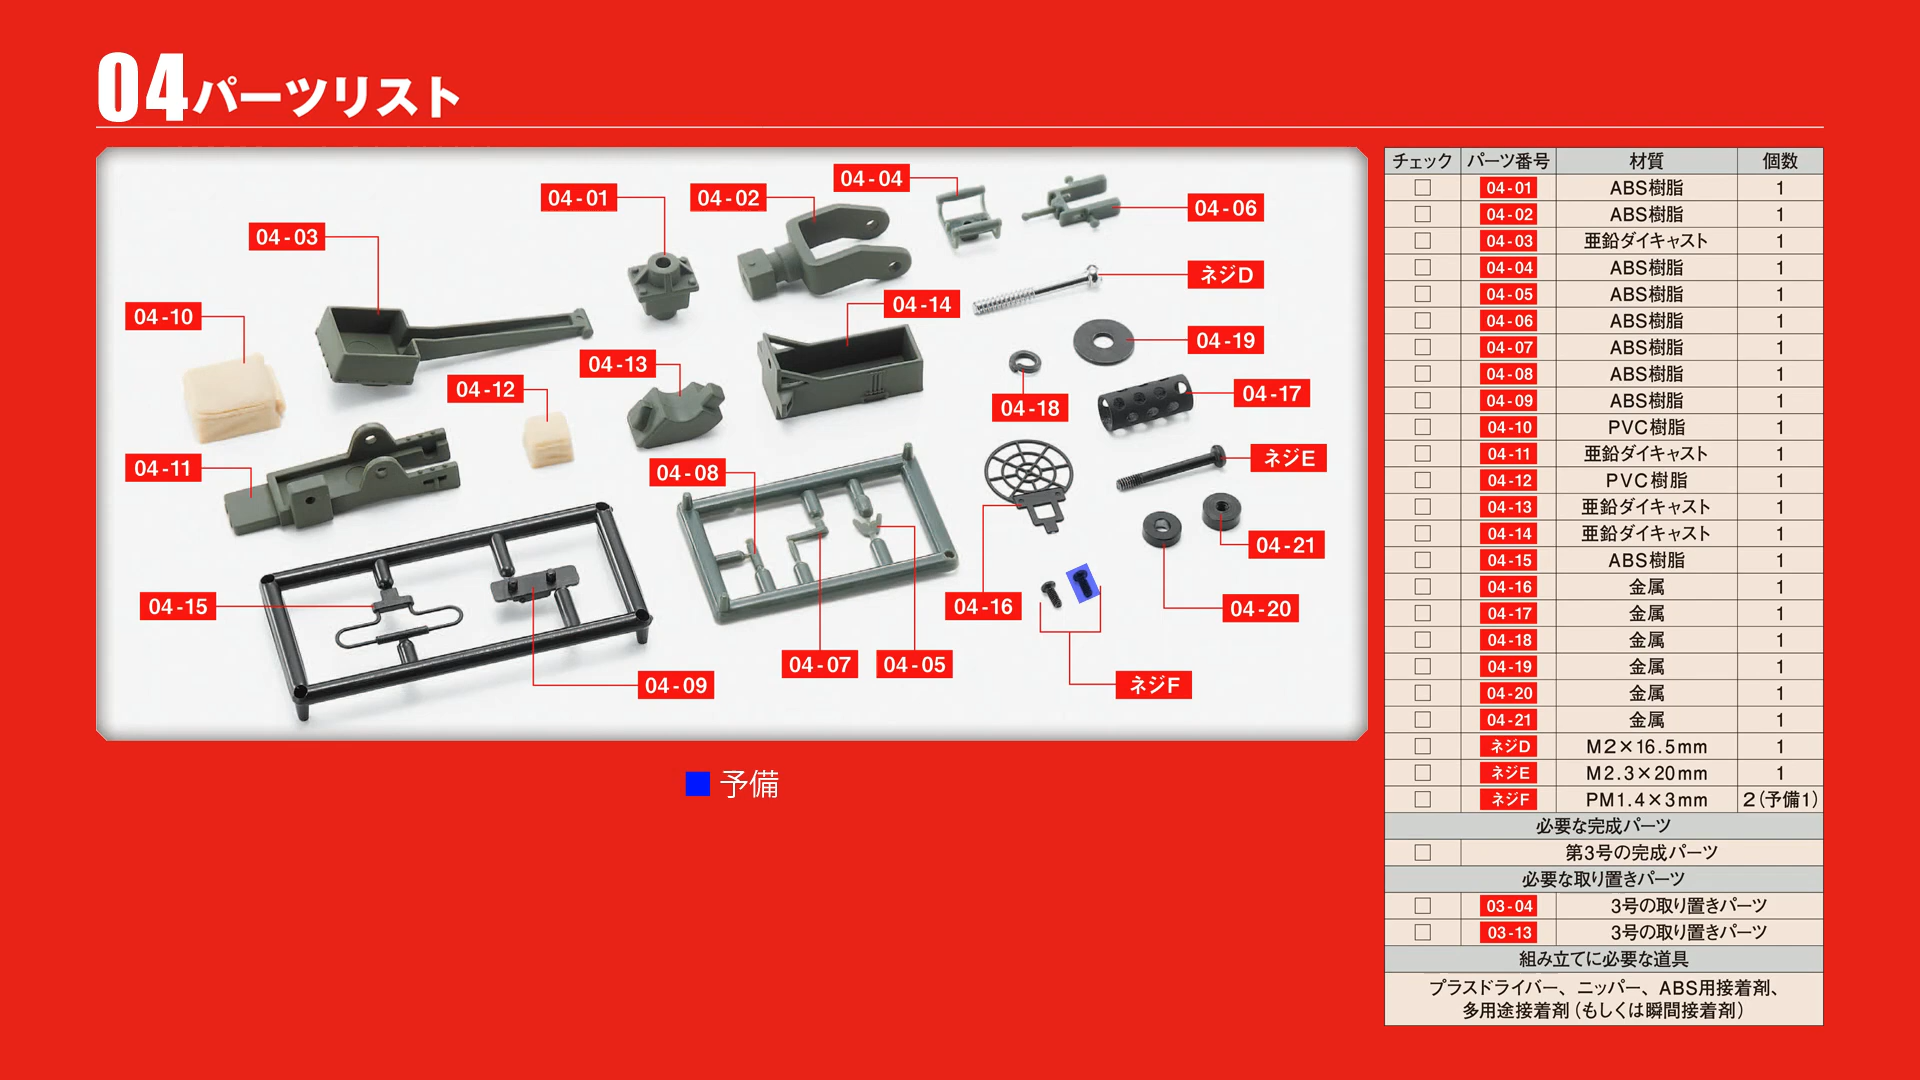 04パーツリスト
04-04
04-01
04-02
04-06
04-03
ネジD
04-14
04-10
04-19
04-13
04-12
04-17
04-18
ネジE
04-11
04-08
04-21
04-16
04-15
04-20
04-07
04-05
04-09
ネジF
予備
チェック パーツ番号 材質 個数
□ 04-01 ABS樹脂 1
□ 04-02 ABS樹脂 1
□ 04-03 亜鉛ダイキャスト 1
□ 04-04 ABS樹脂 1
□ 04-05 ABS樹脂 1
□ 04-06 ABS樹脂 1
□ 04-07 ABS樹脂 1
□ 04-08 ABS樹脂 1
□ 04-09 ABS樹脂 1
□ 04-10 PVC樹脂 1
□ 04-11 亜鉛ダイキャスト 1
□ 04-12 PVC樹脂 1
□ 04-13 亜鉛ダイキャスト 1
□ 04-14 亜鉛ダイキャスト 1
□ 04-15 ABS樹脂 1
□ 04-16 金属 1
□ 04-17 金属 1
□ 04-18 金属 1
□ 04-19 金属 1
□ 04-20 金属 1
□ 04-21 金属 1
□ ネジD M2×16.5mm 1
□ ネジE M2.3×20mm 1
□ ネジF PM1.4×3mm 2(予備1)
必要な完成パーツ
□ 第3号の完成パーツ
必要な取り置きパーツ
□ 03-04 3号の取り置きパーツ
□ 03-13 3号の取り置きパーツ
組み立てに必要な道具
プラスドライバー、ニッパー、ABS用接着剤、
多用途接着剤(もしくは瞬間接着剤)